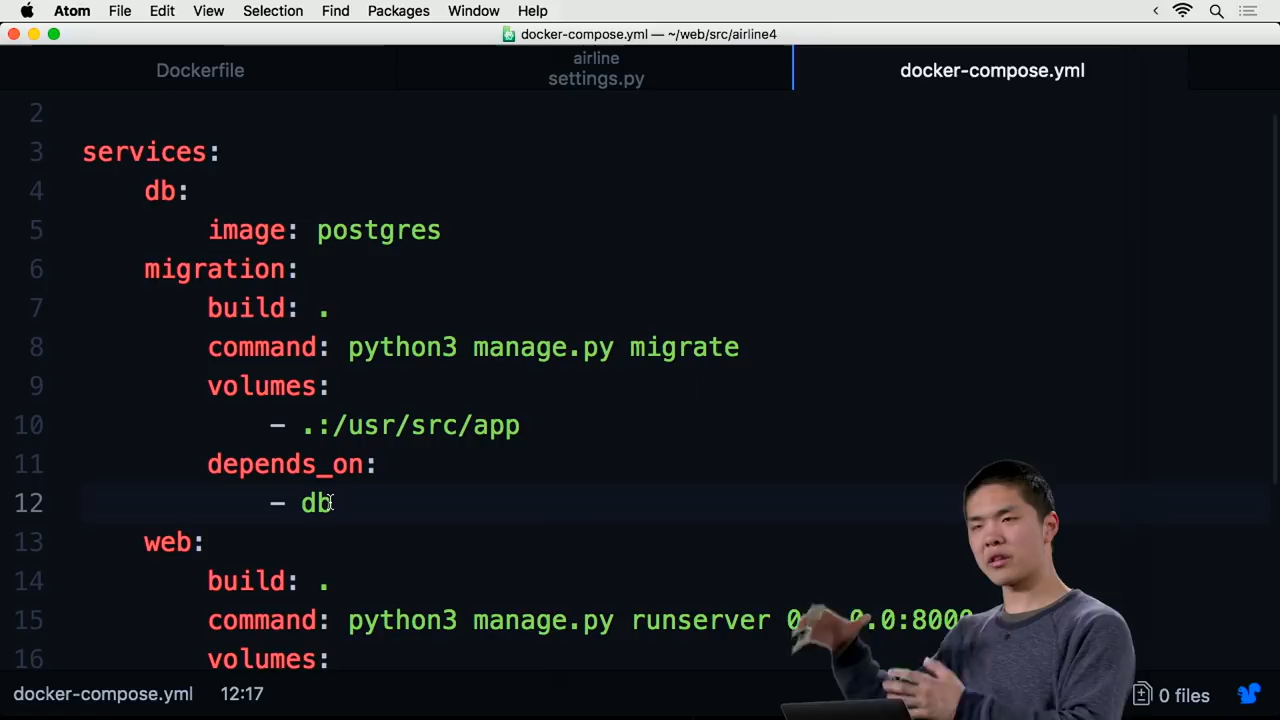 Atom File Edit View Selection Find Packages Window Help
docker-compose.yml — ~/web/src/airline4
Dockerfile
airline
settings.py
docker-compose.yml
2
3 services:
4 db:
5 image: postgres
6 migration:
7 build: .
8 command: python3 manage.py migrate
9 volumes:
10 - .:/usr/src/app
11 depends_on:
12 - db
13 web:
14 build: .
15 command: python3 manage.py runserver
16 volumes:
docker-compose.yml 12:17 0 files